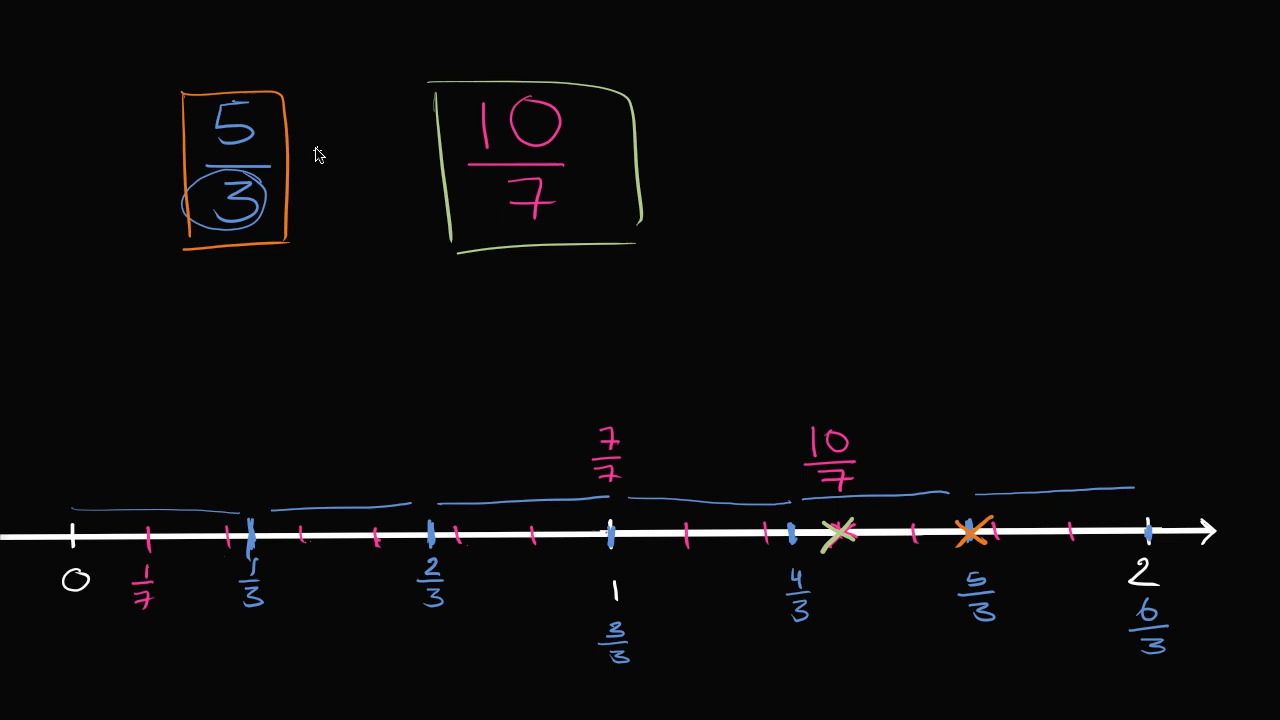 5/3 10/7
7/7 10/7
0 1/7 1/3 2/3 1 4/3 5/3 2
3/3 6/3